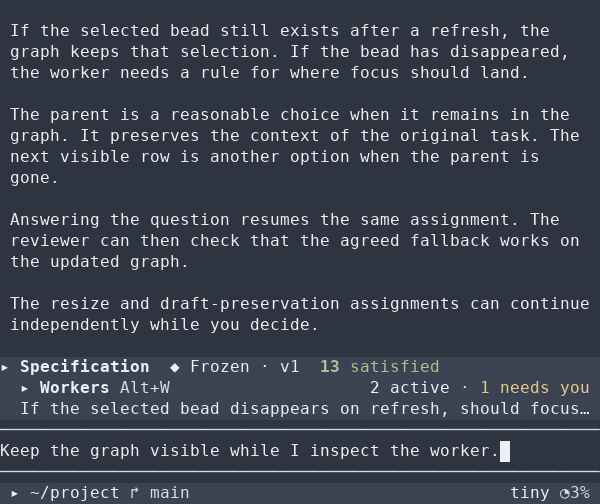 If the selected bead still exists after a refresh, the
graph keeps that selection. If the bead has disappeared,
the worker needs a rule for where focus should land.
The parent is a reasonable choice when it remains in the
graph. It preserves the context of the original task. The
next visible row is another option when the parent is
gone.
Answering the question resumes the same assignment. The
reviewer can then check that the agreed fallback works on
the updated graph.
The resize and draft-preservation assignments can continue
independently while you decide.
▸ Specification ◆ Frozen · v1 13 satisfied
▸ Workers Alt+W 2 active · 1 needs you
If the selected bead disappears on refresh, should focus…
Keep the graph visible while I inspect the worker.
▸ ~/project ↱ main tiny ◔3%